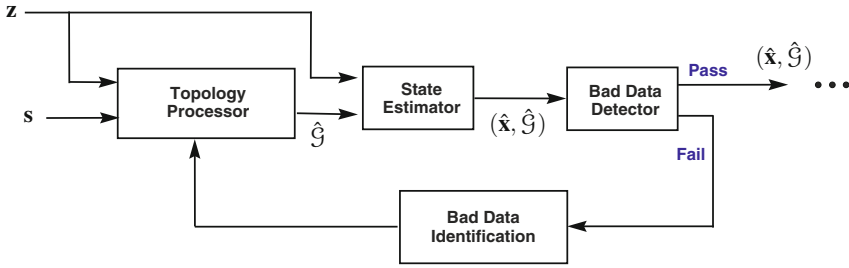 z
Topology
Processor
s
𝒢̂
State
Estimator
(x̂, 𝒢̂)
Bad Data
Detector
Pass
(x̂, 𝒢̂)
•••
Fail
Bad Data
Identification